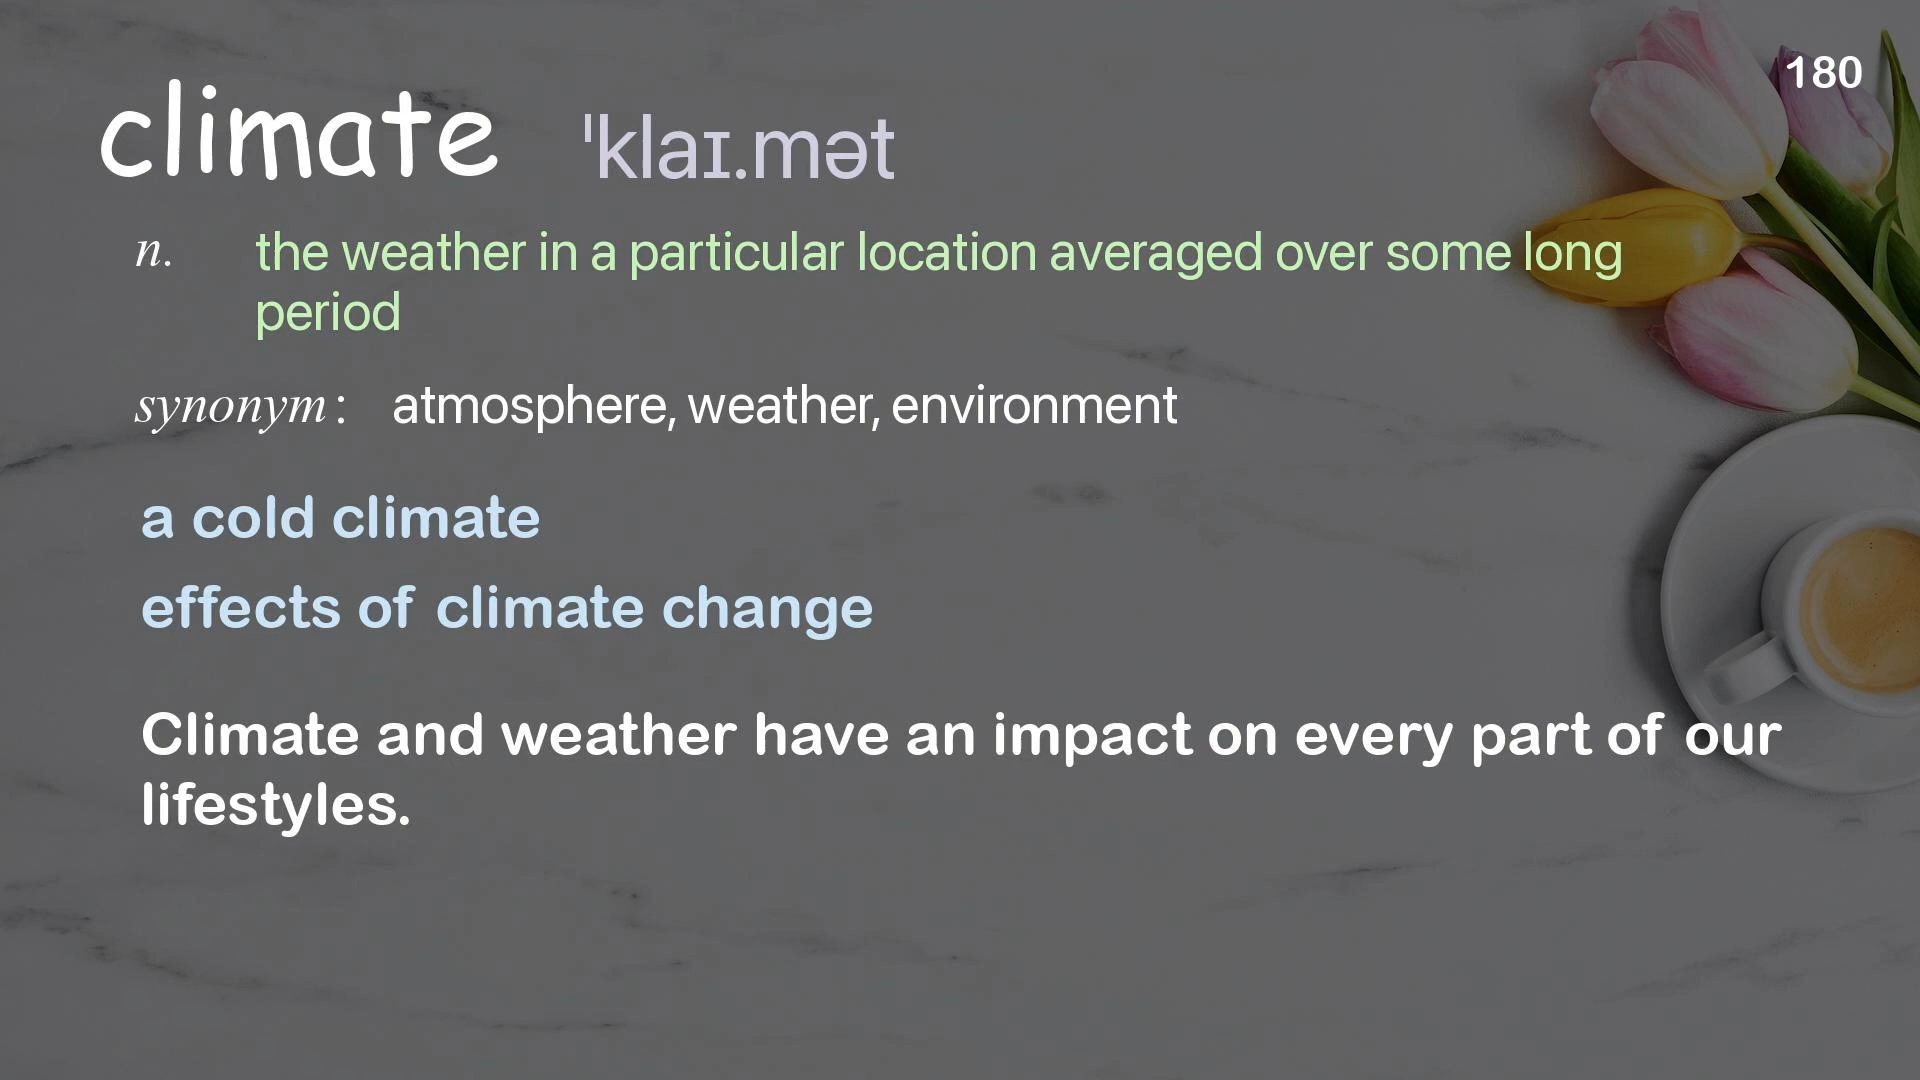 180
climate ˈklaɪ.mət
n. the weather in a particular location averaged over some long
period
synonym: atmosphere, weather, environment
a cold climate
effects of climate change
Climate and weather have an impact on every part of our
lifestyles.